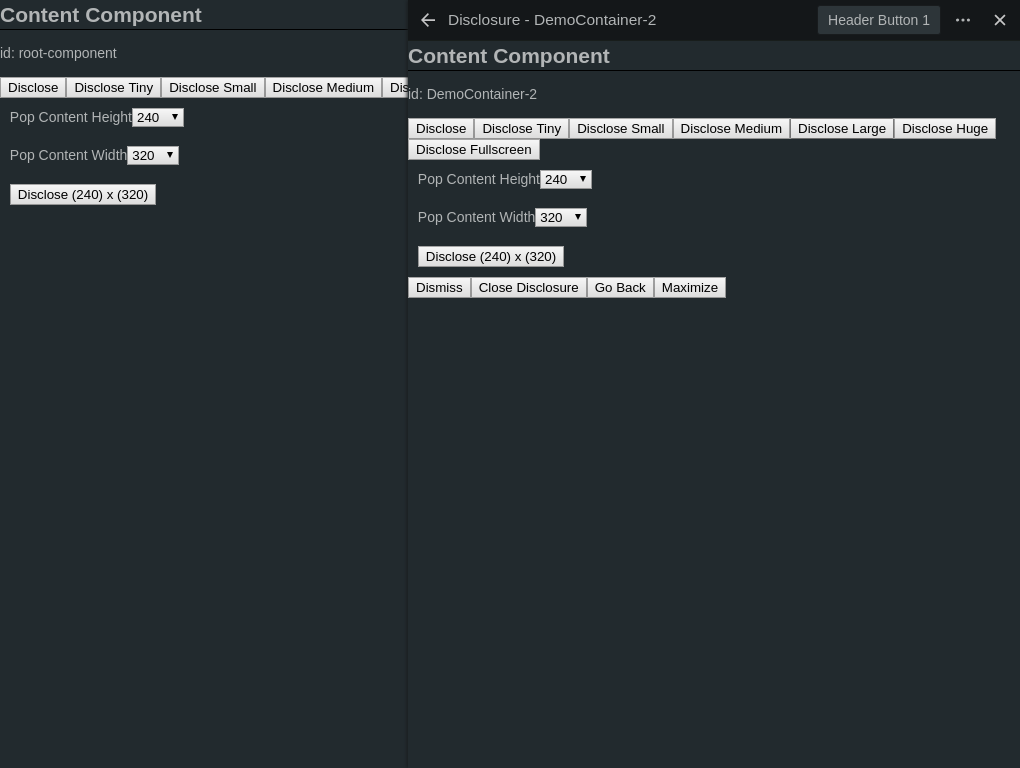 Content Component
id: root-component
Disclose Disclose Tiny Disclose Small Disclose Medium Dis
Pop Content Height 240
Pop Content Width 320
Disclose (240) x (320)
Disclosure - DemoContainer-2 Header Button 1
Content Component
id: DemoContainer-2
Disclose Disclose Tiny Disclose Small Disclose Medium Disclose Large Disclose Huge
Disclose Fullscreen
Pop Content Height 240
Pop Content Width 320
Disclose (240) x (320)
Dismiss Close Disclosure Go Back Maximize